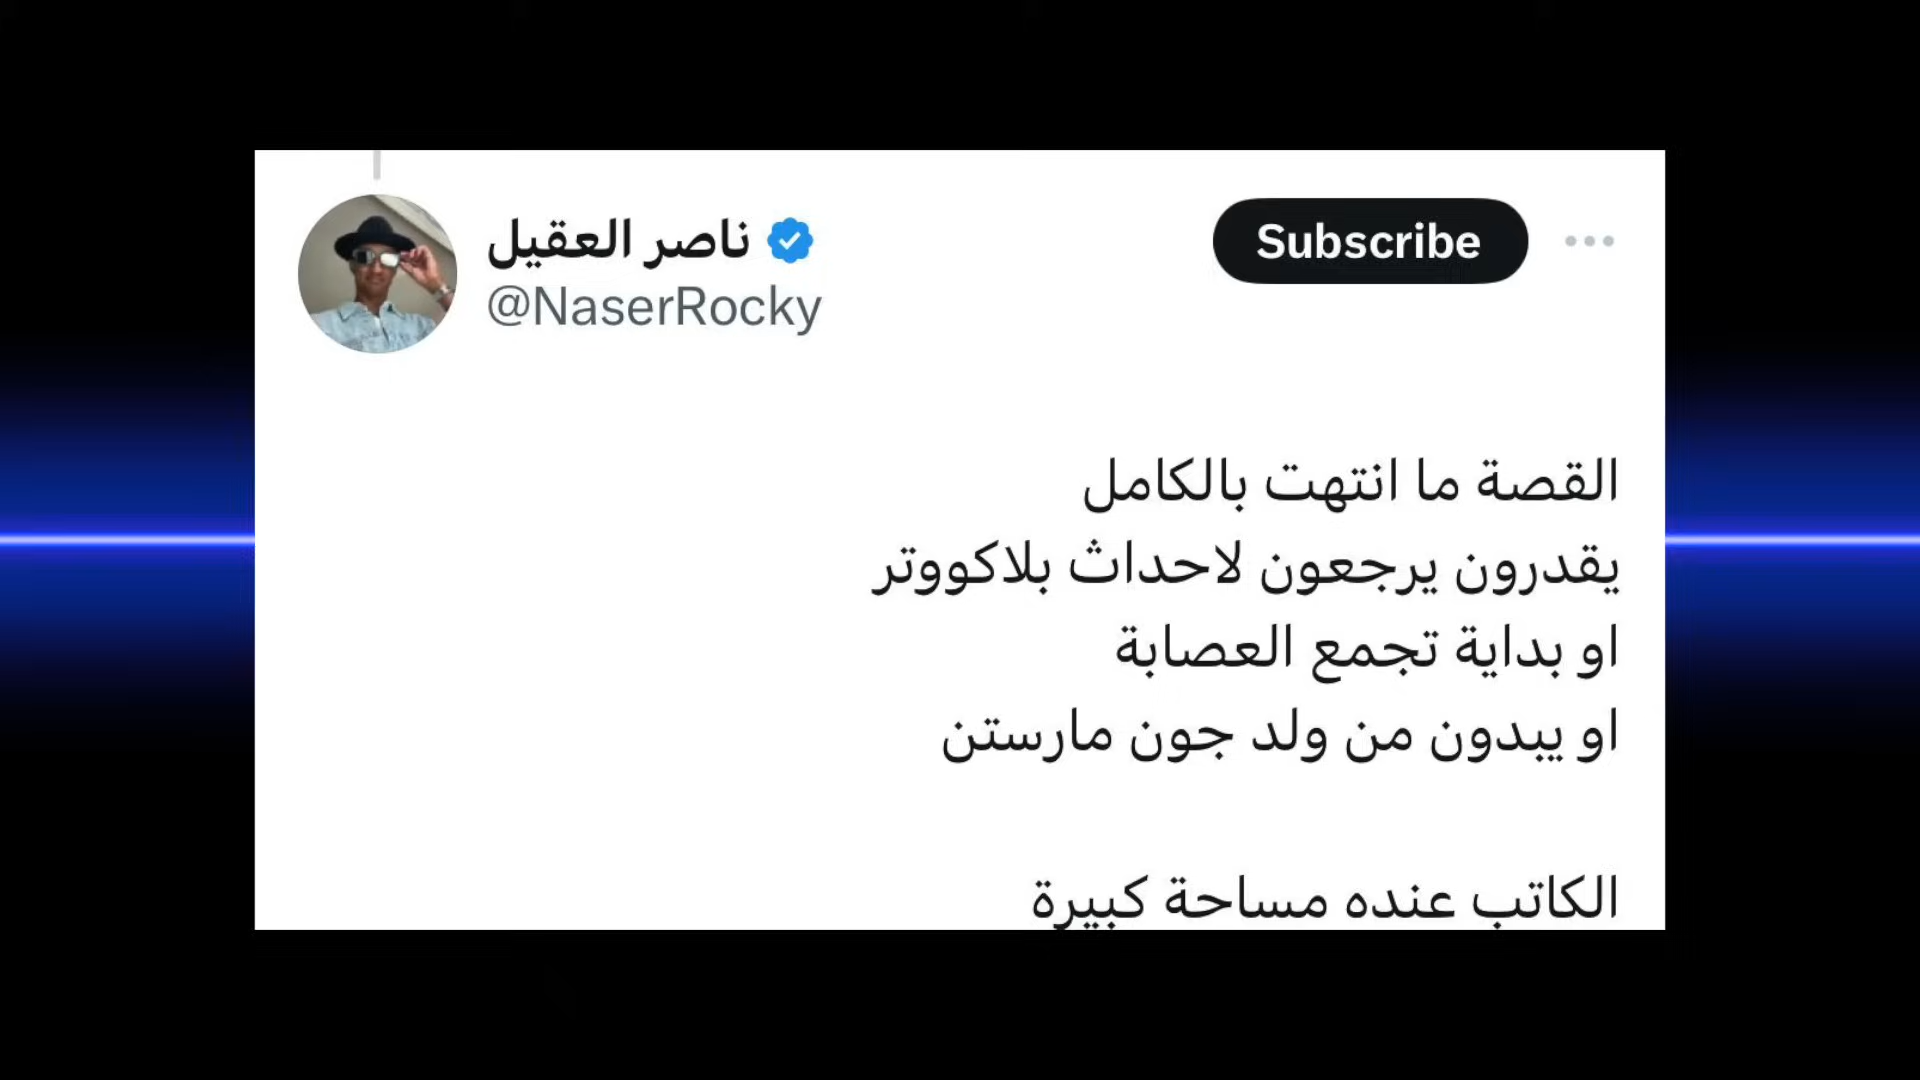 ناصر العقيل
Subscribe
@NaserRocky
القصة ما انتهت بالكامل
يقدرون يرجعون لاحداث بلاكووتر
او بداية تجمع العصابة
او يبدون من ولد جون مارستن
الكاتب عنده مساحة كبيرة